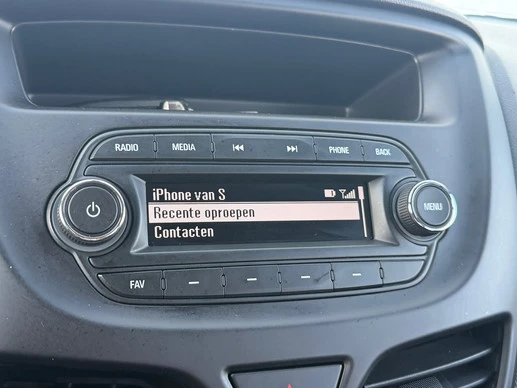 RADIO MEDIA PHONE BACK
iPhone van S
Recente oproepen
Contacten
MENU
FAV